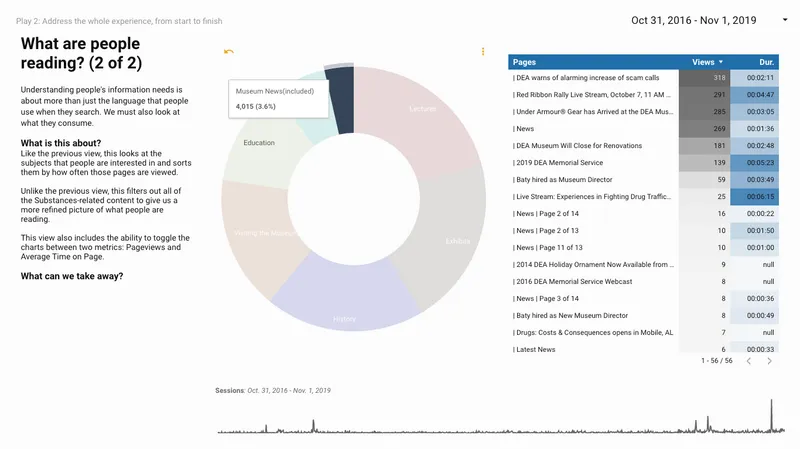 Play 2: Address the whole experience, from start to finish
Oct 31, 2016 - Nov 1, 2019
What are people
reading? (2 of 2)
Understanding people's information needs is
about more than just the language that people
use when they search. We must also look at
what they consume.
What is this about?
Like the previous view, this looks at the
subjects that people are interested in and sorts
them by how often those pages are viewed.
Unlike the previous view, this filters out all of
the Substances-related content to give us a
more refined picture of what people are
reading.
This view also includes the ability to toggle the
charts between two metrics: Pageviews and
Average Time on Page.
What can we take away?
Museum News(included)
4,015 (3.6%)
Lectures
Education
Visiting the Museum
Exhibits
History
Pages Views Dur.
| DEA warns of alarming increase of scam calls 318 00:02:11
| Red Ribbon Rally Live Stream, October 7, 11 AM ... 291 00:04:47
| Under Armour® Gear has Arrived at the DEA Mus... 285 00:03:05
| News 269 00:01:36
| DEA Museum Will Close for Renovations 181 00:02:48
| 2019 DEA Memorial Service 139 00:05:23
| Baty hired as Museum Director 59 00:03:49
| Live Stream: Experiences in Fighting Drug Traffic... 25 00:06:15
| News | Page 2 of 14 16 00:00:22
| News | Page 2 of 13 10 00:01:50
| News | Page 11 of 13 10 00:01:00
| 2014 DEA Holiday Ornament Now Available from ... 9 null
| 2016 DEA Memorial Service Webcast 8 null
| News | Page 3 of 14 8 00:00:36
| Baty hired as New Museum Director 8 00:00:49
| Drugs: Costs & Consequences opens in Mobile, AL 7 null
| Latest News 6 00:00:33
1 - 56 / 56
Sessions: Oct. 31, 2016 - Nov. 1, 2019